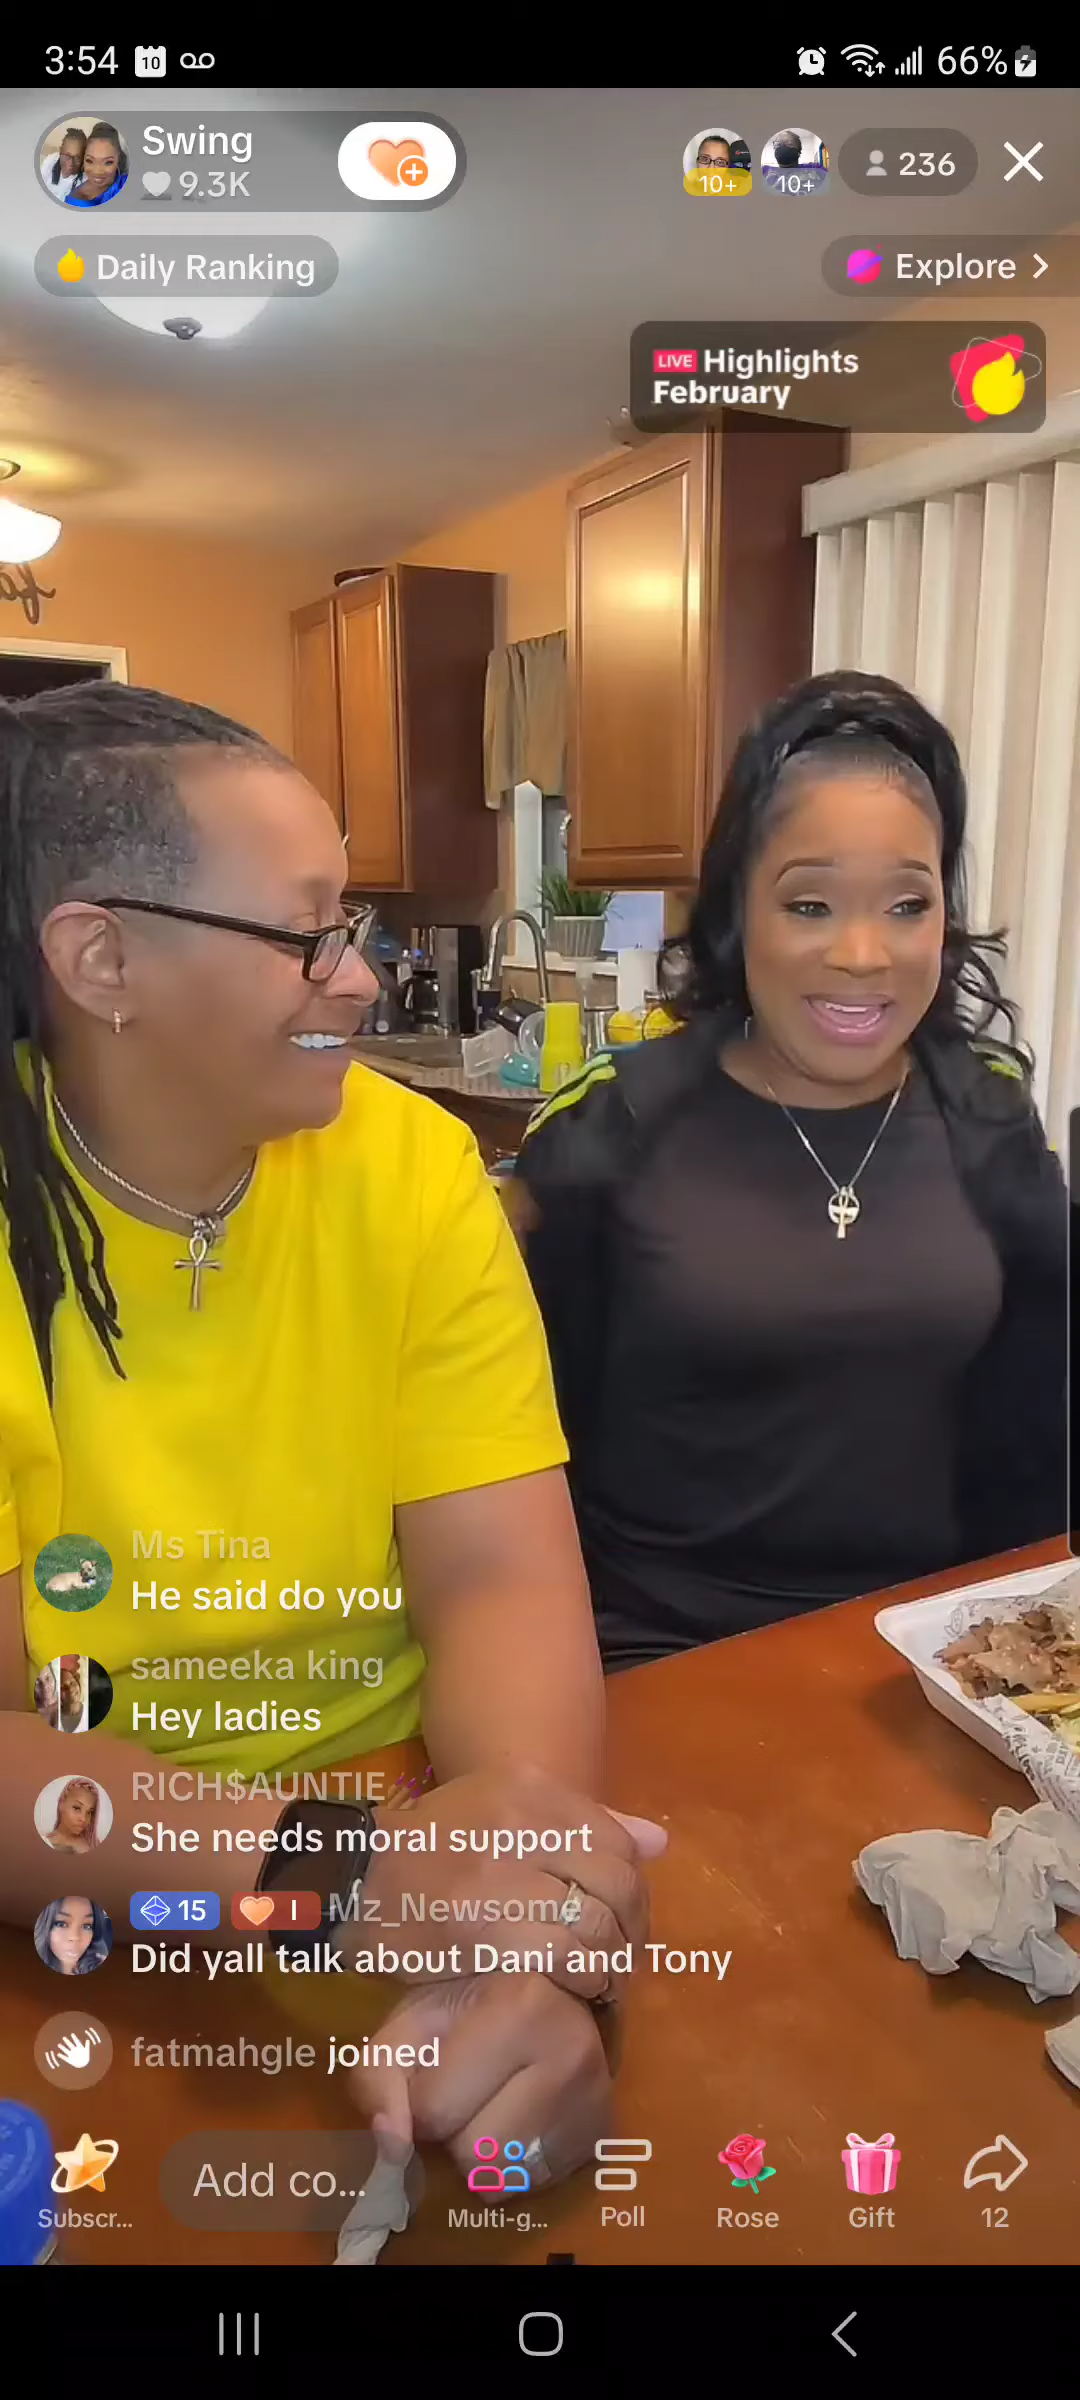 3:54 10 66%
Swing
9.3K
10+ 10+ 236
Daily Ranking
Explore
LIVE Highlights
February
Ms Tina
He said do you
sameeka king
Hey ladies
RICH$AUNTIE
She needs moral support
15 I Mz_Newsome
Did yall talk about Dani and Tony
fatmahgle joined
Add co...
Subscr... Multi-g... Poll Rose Gift 12